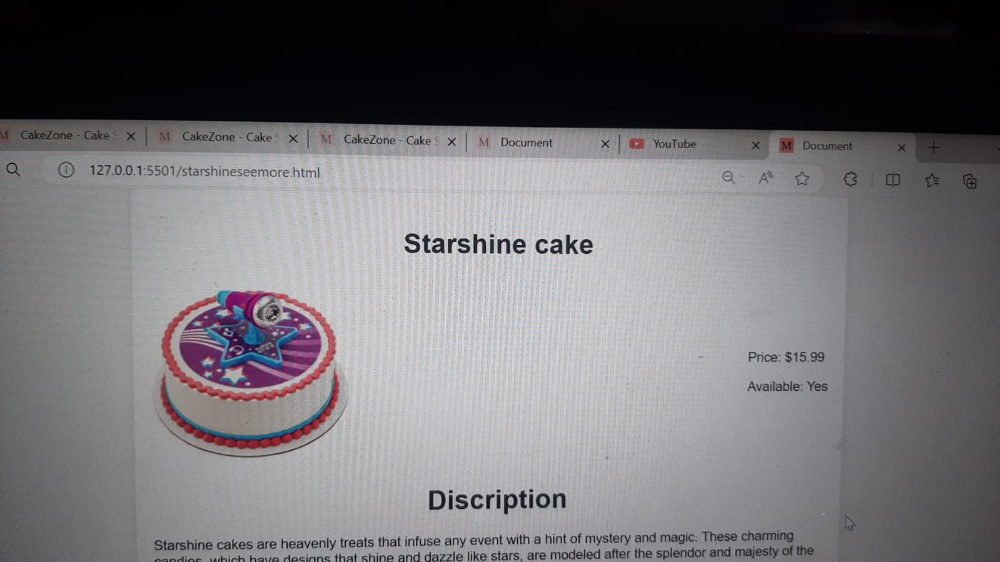 M CakeZone - Cake S M CakeZone - Cake S M CakeZone - Cake S M Document YouTube M Document
127.0.0.1:5501/starshineseemore.html
Starshine cake
Price: $15.99
Available: Yes
Discription
Starshine cakes are heavenly treats that infuse any event with a hint of mystery and magic. These charming
candies, which have designs that shine and dazzle like stars, are modeled after the splendor and majesty of the